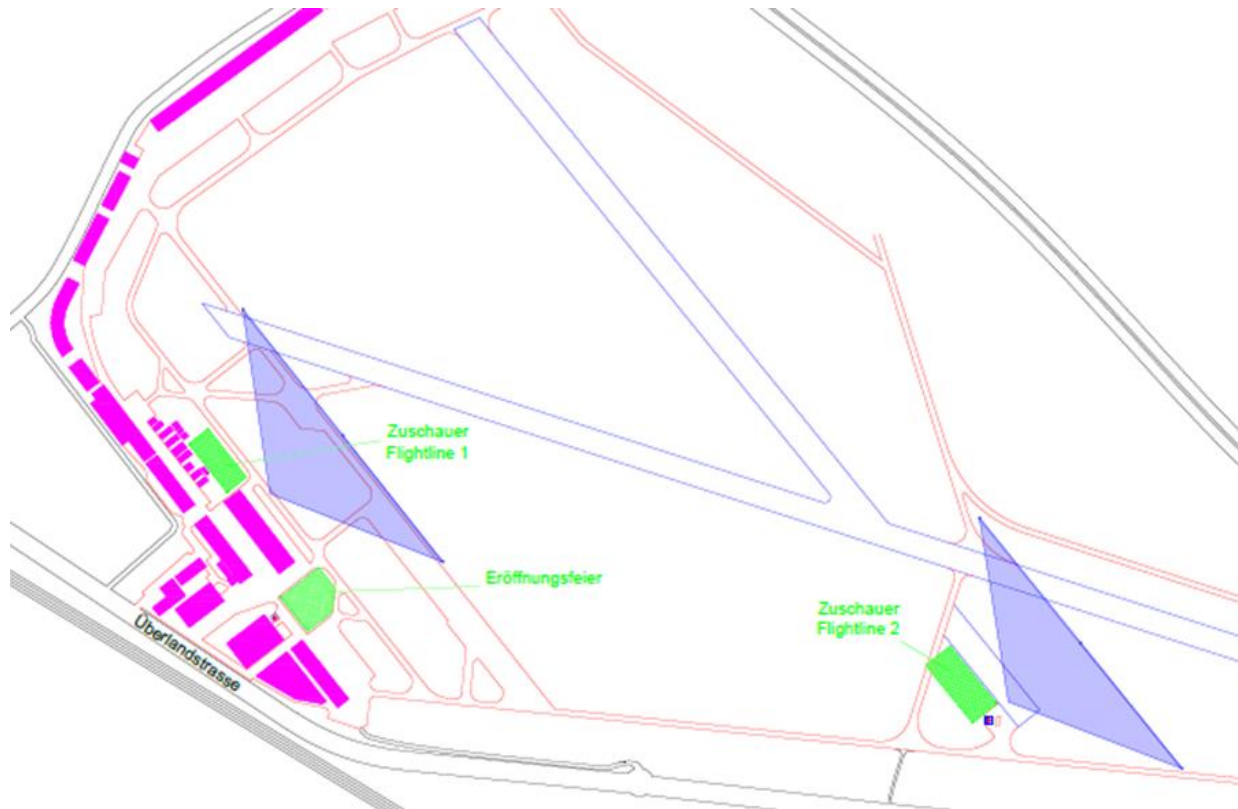 Zuschauer
Flightline 1
Eröffnungsfeier
Zuschauer
Flightline 2
Überlandstrasse